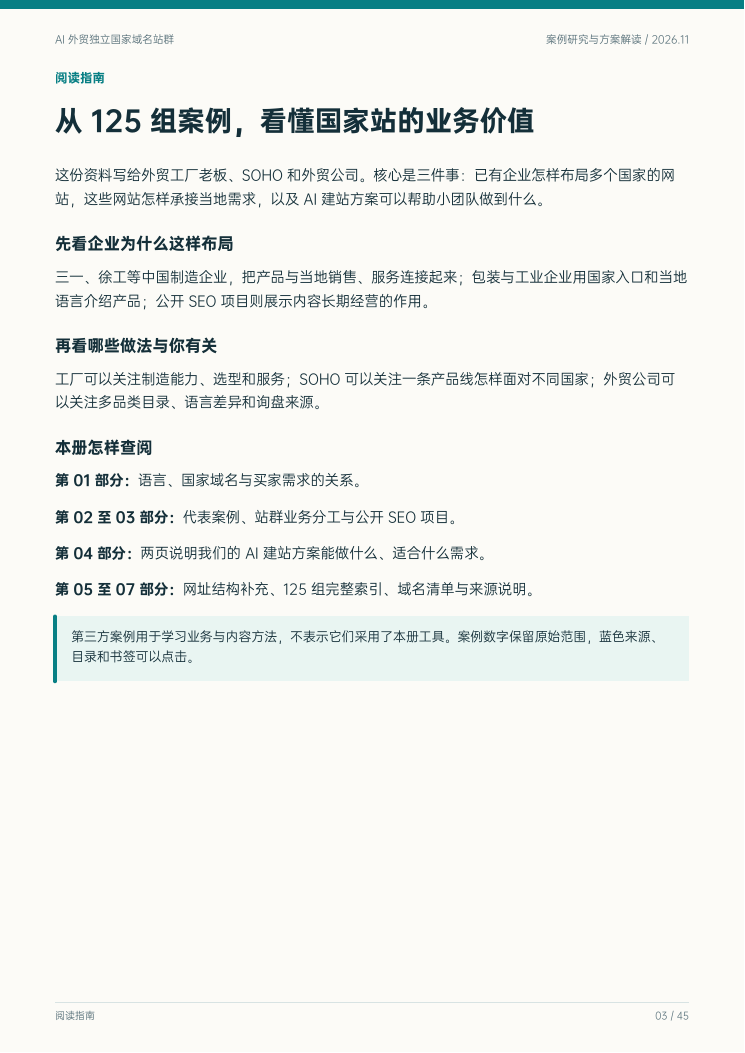 AI 外贸独立国家域名站群
案例研究与方案解读 / 2026.11
阅读指南
从 125 组案例，看懂国家站的业务价值
这份资料写给外贸工厂老板、SOHO 和外贸公司。核心是三件事：已有企业怎样布局多个国家的网
站，这些网站怎样承接当地需求，以及 AI 建站方案可以帮助小团队做到什么。
先看企业为什么这样布局
三一、徐工等中国制造企业，把产品与当地销售、服务连接起来；包装与工业企业用国家入口和当地
语言介绍产品；公开 SEO 项目则展示内容长期经营的作用。
再看哪些做法与你有关
工厂可以关注制造能力、选型和服务；SOHO 可以关注一条产品线怎样面对不同国家；外贸公司可
以关注多品类目录、语言差异和询盘来源。
本册怎样查阅
第 01 部分：语言、国家域名与买家需求的关系。
第 02 至 03 部分：代表案例、站群业务分工与公开 SEO 项目。
第 04 部分：两页说明我们的 AI 建站方案能做什么、适合什么需求。
第 05 至 07 部分：网址结构补充、125 组完整索引、域名清单与来源说明。
第三方案例用于学习业务与内容方法，不表示它们采用了本册工具。案例数字保留原始范围，蓝色来源、
目录和书签可以点击。
阅读指南
03 / 45